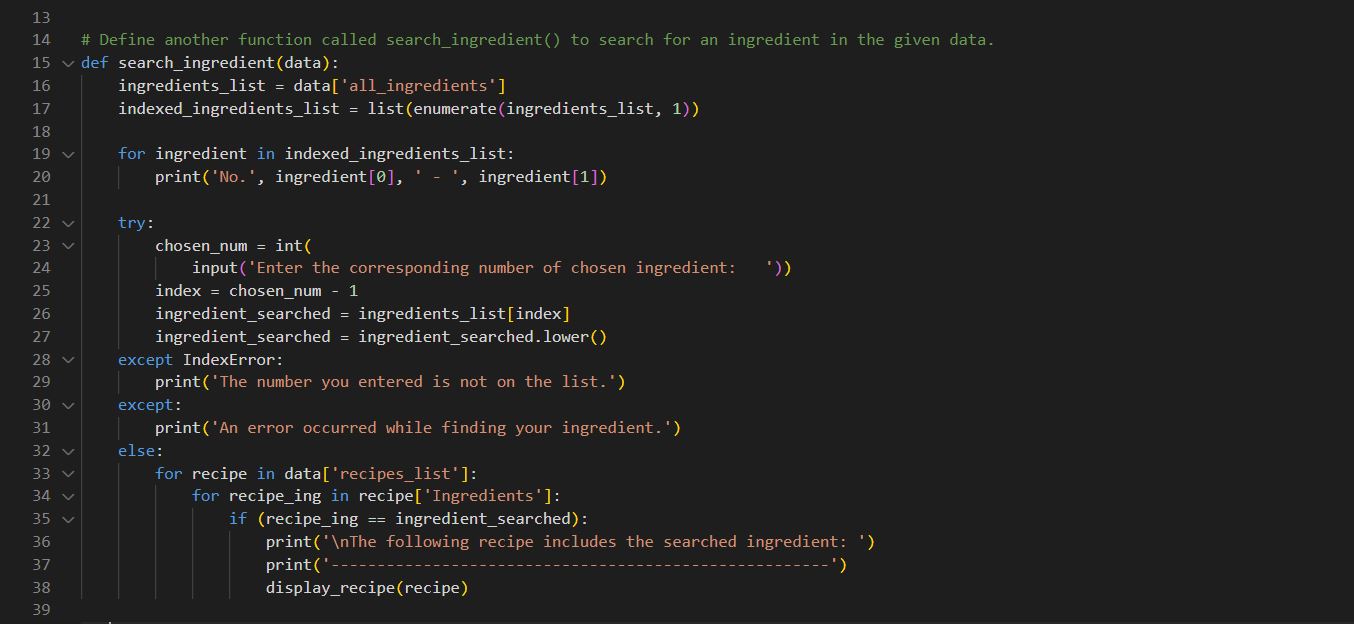 13
14 # Define another function called search_ingredient() to search for an ingredient in the given data.
15 def search_ingredient(data):
16     ingredients_list = data['all_ingredients']
17     indexed_ingredients_list = list(enumerate(ingredients_list, 1))
18
19     for ingredient in indexed_ingredients_list:
20         print('No.', ingredient[0], ' - ', ingredient[1])
21
22     try:
23         chosen_num = int(
24             input('Enter the corresponding number of chosen ingredient:   '))
25         index = chosen_num - 1
26         ingredient_searched = ingredients_list[index]
27         ingredient_searched = ingredient_searched.lower()
28     except IndexError:
29         print('The number you entered is not on the list.')
30     except:
31         print('An error occurred while finding your ingredient.')
32     else:
33         for recipe in data['recipes_list']:
34             for recipe_ing in recipe['Ingredients']:
35                 if (recipe_ing == ingredient_searched):
36                     print('\nThe following recipe includes the searched ingredient: ')
37                     print('------------------------------------------------------')
38                     display_recipe(recipe)
39